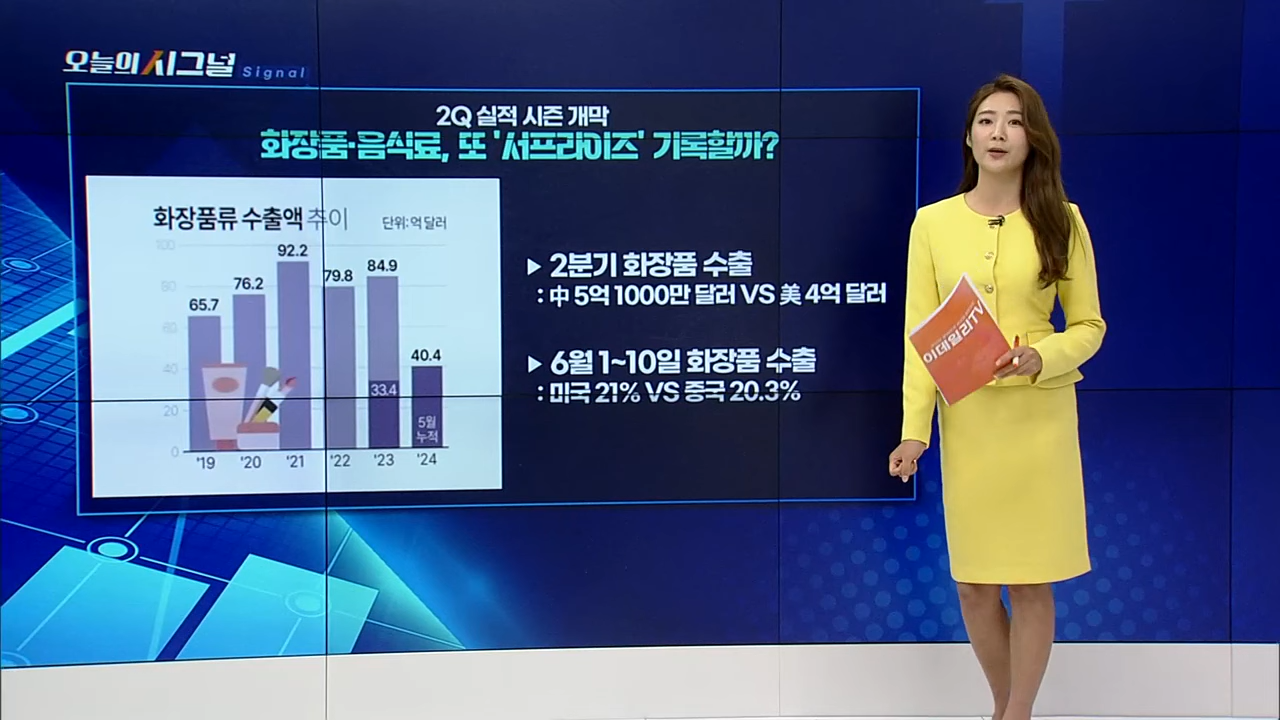 오늘의 시그널 Signal
2Q 실적 시즌 개막
화장품·음식료, 또 '서프라이즈' 기록할까?
화장품류 수출액 추이
단위: 억 달러
100
80
60
40
20
0
65.7
76.2
92.2
79.8
84.9
40.4
33.4
5월
누적
'19 '20 '21 '22 '23 '24
▶ 2분기 화장품 수출
: 中 5억 1000만 달러 VS 美 4억 달러
▶ 6월 1~10일 화장품 수출
: 미국 21% VS 중국 20.3%
이데일리TV